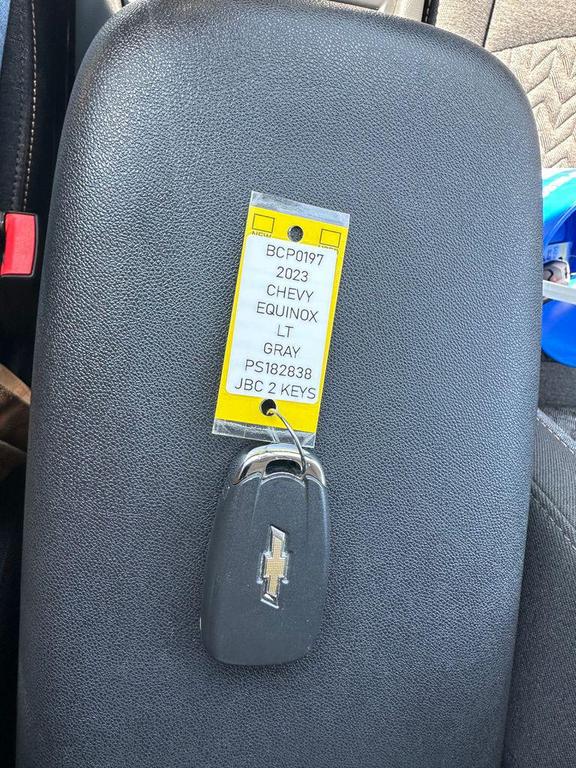 BCP0197
2023
CHEVY
EQUINOX
LT
GRAY
PS182838
JBC 2 KEYS